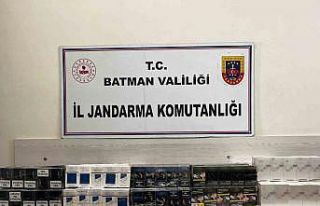 T.C.
BATMAN VALİLİĞİ
İL JANDARMA KOMUTANLIĞI